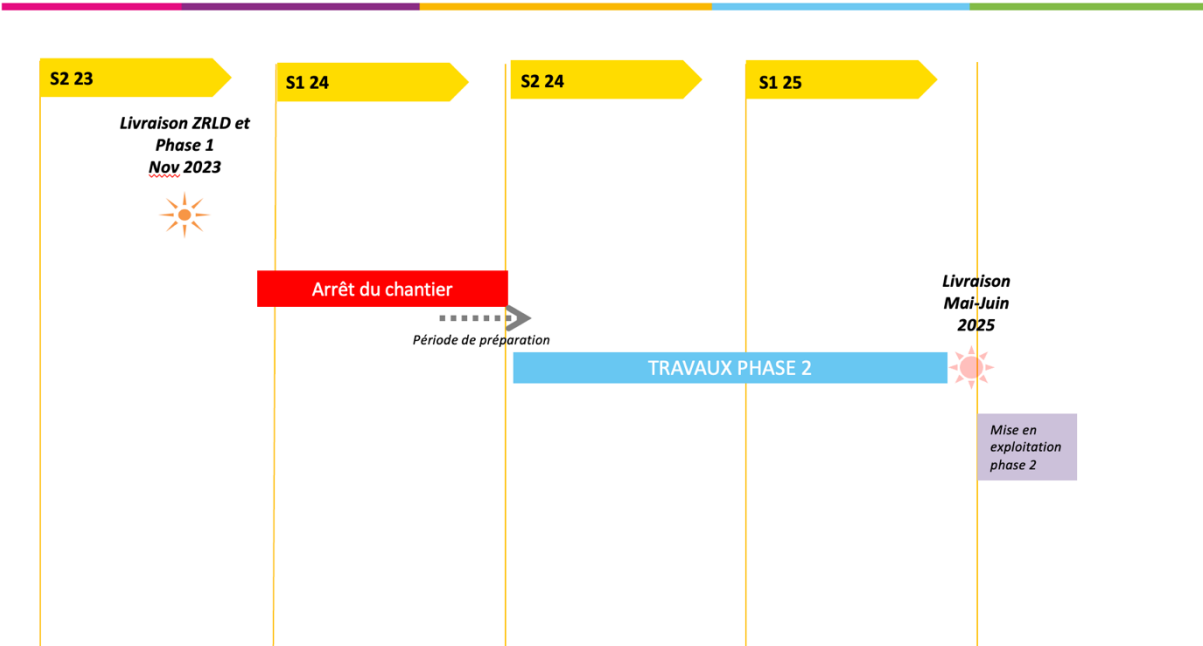 S2 23
S1 24
S2 24
S1 25
Livraison ZRLD et
Phase 1
Nov 2023
Arrêt du chantier
Période de préparation
Livraison
Mai-Juin
2025
TRAVAUX PHASE 2
Mise en
exploitation
phase 2